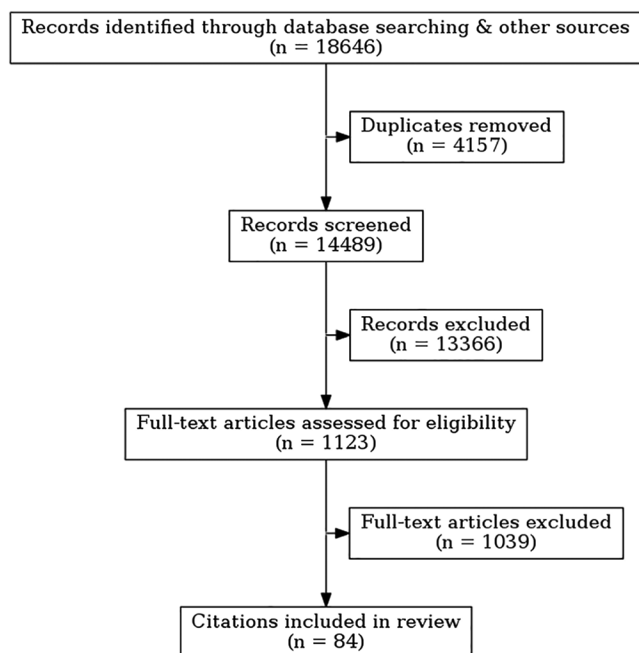 Records identified through database searching & other sources
(n = 18646)
Duplicates removed
(n = 4157)
Records screened
(n = 14489)
Records excluded
(n = 13366)
Full-text articles assessed for eligibility
(n = 1123)
Full-text articles excluded
(n = 1039)
Citations included in review
(n = 84)